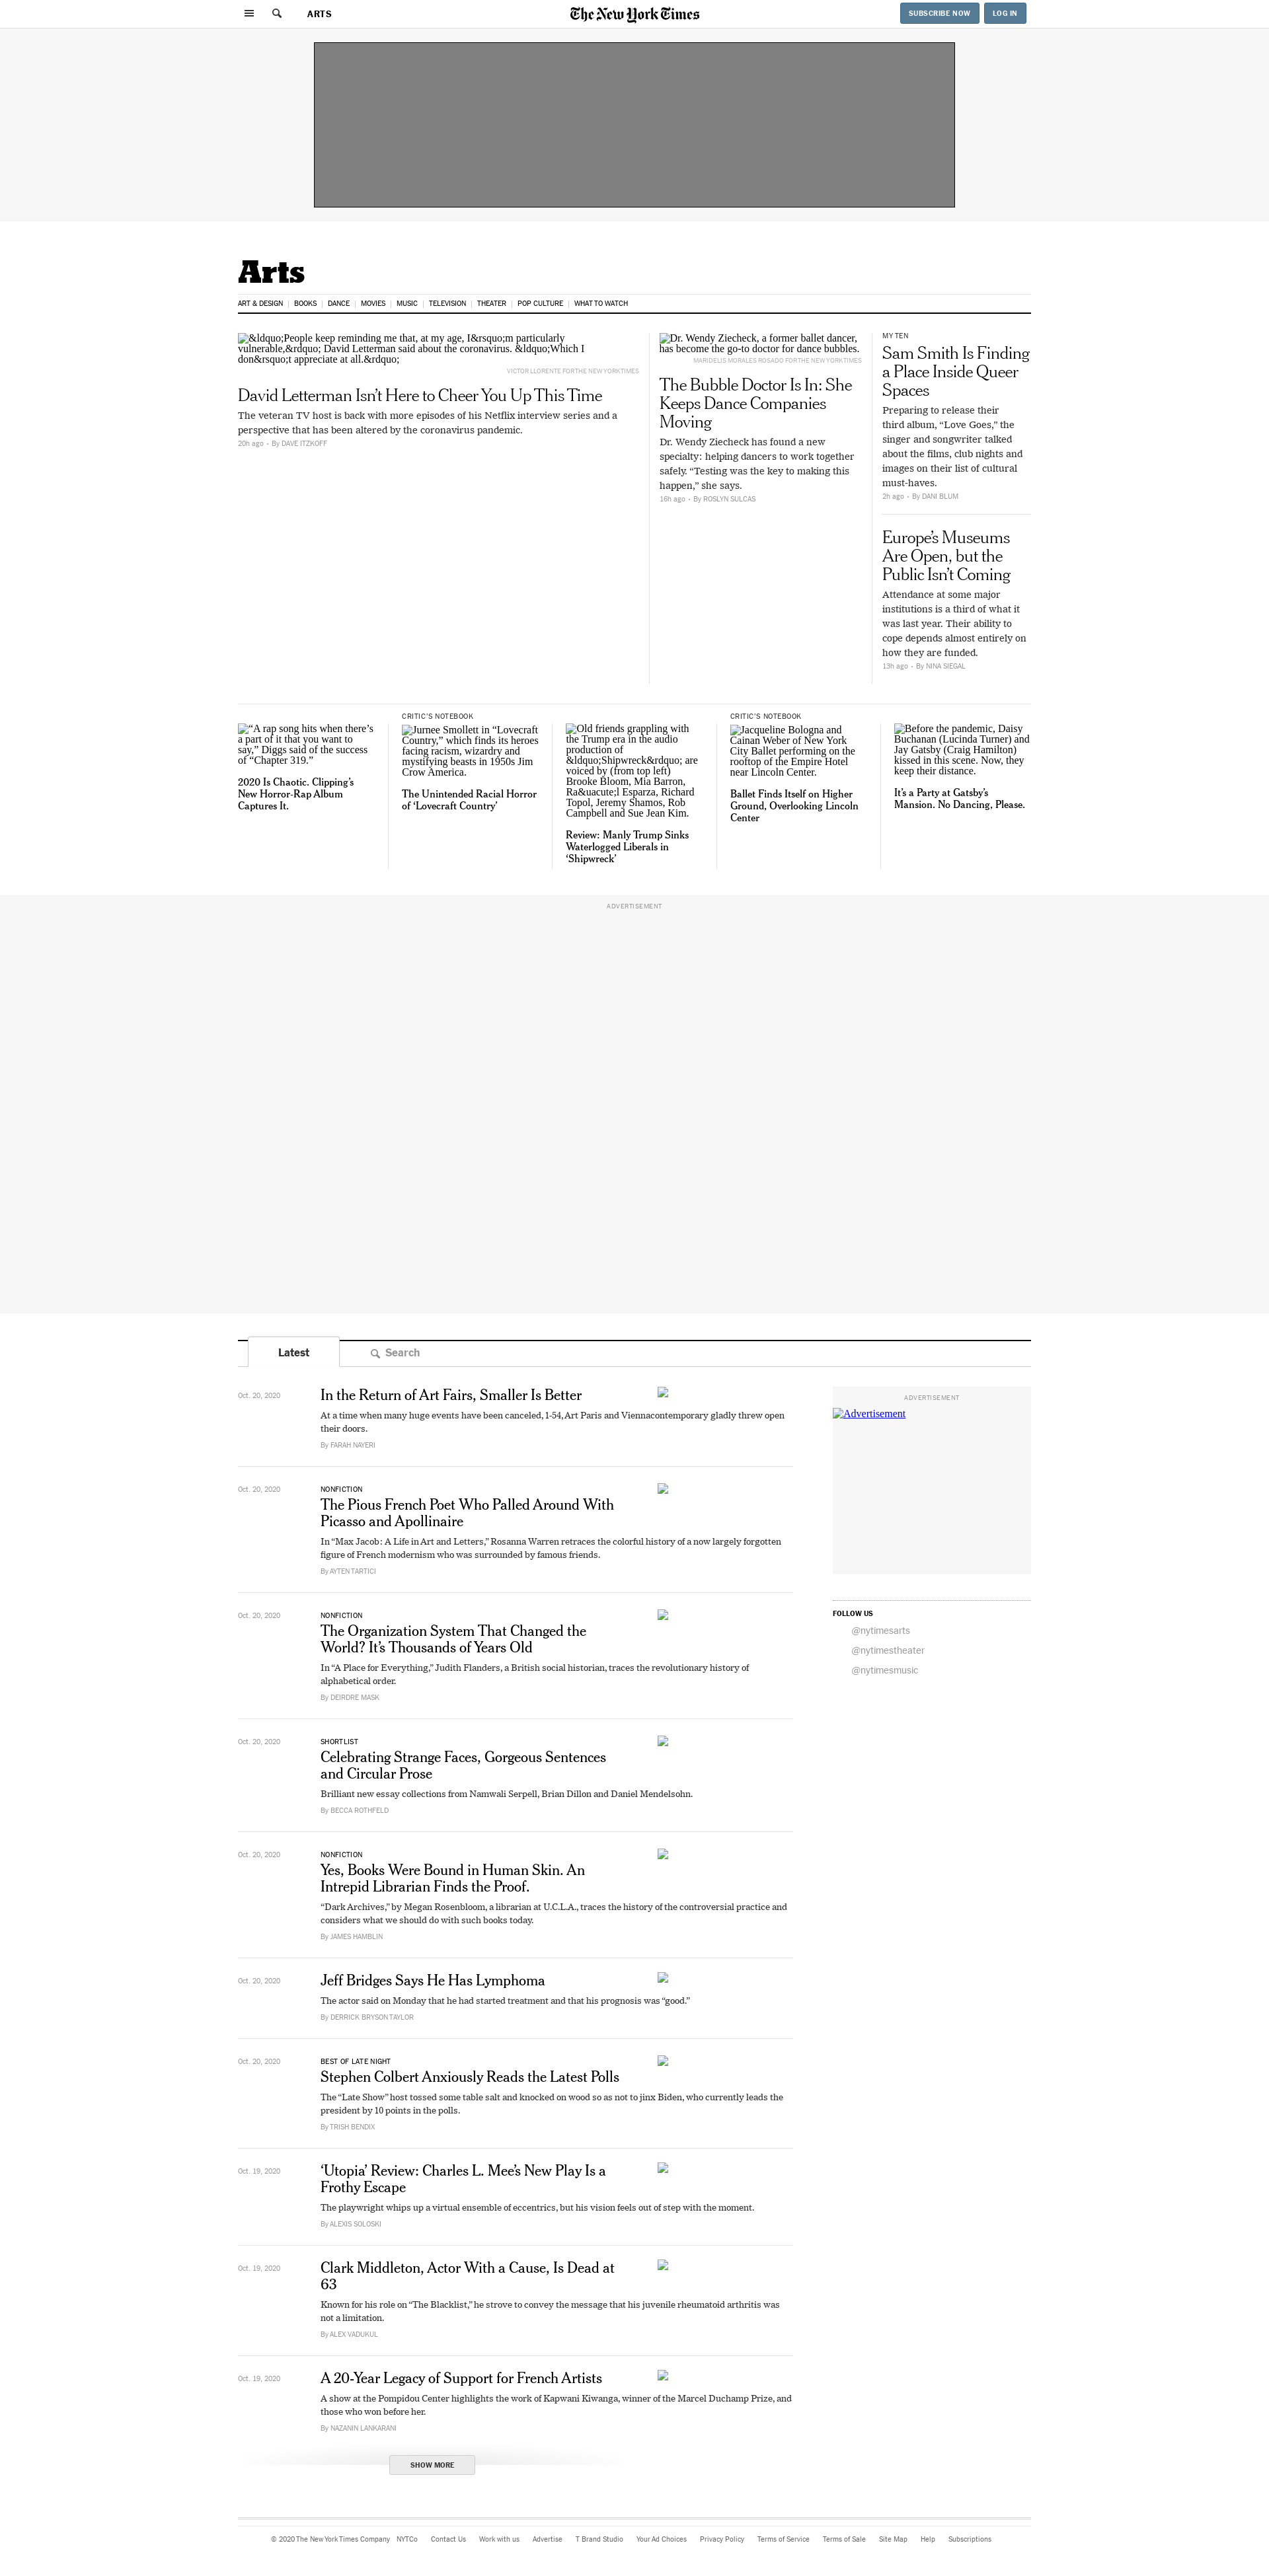 ARTS
The New York Times
SUBSCRIBE NOW
LOG IN
Arts
ART & DESIGN
BOOKS
DANCE
MOVIES
MUSIC
TELEVISION
THEATER
POP CULTURE
WHAT TO WATCH
&ldquo;People keep reminding me that, at my age, I&rsquo;m particularly
vulnerable,&rdquo; David Letterman said about the coronavirus. &ldquo;Which I
don&rsquo;t appreciate at all.&rdquo;
VICTOR LLORENTE FOR THE NEW YORK TIMES
David Letterman Isn’t Here to Cheer You Up This Time
The veteran TV host is back with more episodes of his Netflix interview series and a
perspective that has been altered by the coronavirus pandemic.
20h ago • By DAVE ITZKOFF
Dr. Wendy Ziecheck, a former ballet dancer,
has become the go-to doctor for dance bubbles.
MARIDELIS MORALES ROSADO FOR THE NEW YORK TIMES
The Bubble Doctor Is In: She
Keeps Dance Companies
Moving
Dr. Wendy Ziecheck has found a new
specialty: helping dancers to work together
safely. “Testing was the key to making this
happen,” she says.
16h ago • By ROSLYN SULCAS
MY TEN
Sam Smith Is Finding
a Place Inside Queer
Spaces
Preparing to release their
third album, “Love Goes,” the
singer and songwriter talked
about the films, club nights and
images on their list of cultural
must-haves.
2h ago • By DANI BLUM
Europe’s Museums
Are Open, but the
Public Isn’t Coming
Attendance at some major
institutions is a third of what it
was last year. Their ability to
cope depends almost entirely on
how they are funded.
13h ago • By NINA SIEGAL
“A rap song hits when there’s
a part of it that you want to
say,” Diggs said of the success
of “Chapter 319.”
2020 Is Chaotic. Clipping’s
New Horror-Rap Album
Captures It.
CRITIC’S NOTEBOOK
Jurnee Smollett in “Lovecraft
Country,” which finds its heroes
facing racism, wizardry and
mystifying beasts in 1950s Jim
Crow America.
The Unintended Racial Horror
of ‘Lovecraft Country’
Old friends grappling with
the Trump era in the audio
production of
&ldquo;Shipwreck&rdquo; are
voiced by (from top left)
Brooke Bloom, Mia Barron,
Ra&uacute;l Esparza, Richard
Topol, Jeremy Shamos, Rob
Campbell and Sue Jean Kim.
Review: Manly Trump Sinks
Waterlogged Liberals in
‘Shipwreck’
CRITIC’S NOTEBOOK
Jacqueline Bologna and
Cainan Weber of New York
City Ballet performing on the
rooftop of the Empire Hotel
near Lincoln Center.
Ballet Finds Itself on Higher
Ground, Overlooking Lincoln
Center
Before the pandemic, Daisy
Buchanan (Lucinda Turner) and
Jay Gatsby (Craig Hamilton)
kissed in this scene. Now, they
keep their distance.
It’s a Party at Gatsby’s
Mansion. No Dancing, Please.
ADVERTISEMENT
Latest
Search
Oct. 20, 2020
In the Return of Art Fairs, Smaller Is Better
At a time when many huge events have been canceled, 1-54, Art Paris and Viennacontemporary gladly threw open
their doors.
By FARAH NAYERI
Oct. 20, 2020
NONFICTION
The Pious French Poet Who Palled Around With
Picasso and Apollinaire
In “Max Jacob: A Life in Art and Letters,” Rosanna Warren retraces the colorful history of a now largely forgotten
figure of French modernism who was surrounded by famous friends.
By AYTEN TARTICI
Oct. 20, 2020
NONFICTION
The Organization System That Changed the
World? It’s Thousands of Years Old
In “A Place for Everything,” Judith Flanders, a British social historian, traces the revolutionary history of
alphabetical order.
By DEIRDRE MASK
Oct. 20, 2020
SHORTLIST
Celebrating Strange Faces, Gorgeous Sentences
and Circular Prose
Brilliant new essay collections from Namwali Serpell, Brian Dillon and Daniel Mendelsohn.
By BECCA ROTHFELD
Oct. 20, 2020
NONFICTION
Yes, Books Were Bound in Human Skin. An
Intrepid Librarian Finds the Proof.
“Dark Archives,” by Megan Rosenbloom, a librarian at U.C.L.A., traces the history of the controversial practice and
considers what we should do with such books today.
By JAMES HAMBLIN
Oct. 20, 2020
Jeff Bridges Says He Has Lymphoma
The actor said on Monday that he had started treatment and that his prognosis was “good.”
By DERRICK BRYSON TAYLOR
Oct. 20, 2020
BEST OF LATE NIGHT
Stephen Colbert Anxiously Reads the Latest Polls
The “Late Show” host tossed some table salt and knocked on wood so as not to jinx Biden, who currently leads the
president by 10 points in the polls.
By TRISH BENDIX
Oct. 19, 2020
‘Utopia’ Review: Charles L. Mee’s New Play Is a
Frothy Escape
The playwright whips up a virtual ensemble of eccentrics, but his vision feels out of step with the moment.
By ALEXIS SOLOSKI
Oct. 19, 2020
Clark Middleton, Actor With a Cause, Is Dead at
63
Known for his role on “The Blacklist,” he strove to convey the message that his juvenile rheumatoid arthritis was
not a limitation.
By ALEX VADUKUL
Oct. 19, 2020
A 20-Year Legacy of Support for French Artists
A show at the Pompidou Center highlights the work of Kapwani Kiwanga, winner of the Marcel Duchamp Prize, and
those who won before her.
By NAZANIN LANKARANI
SHOW MORE
ADVERTISEMENT
Advertisement
FOLLOW US
@nytimesarts
@nytimestheater
@nytimesmusic
© 2020 The New York Times Company NYTCo Contact Us Work with us Advertise T Brand Studio Your Ad Choices Privacy Policy Terms of Service Terms of Sale Site Map Help Subscriptions